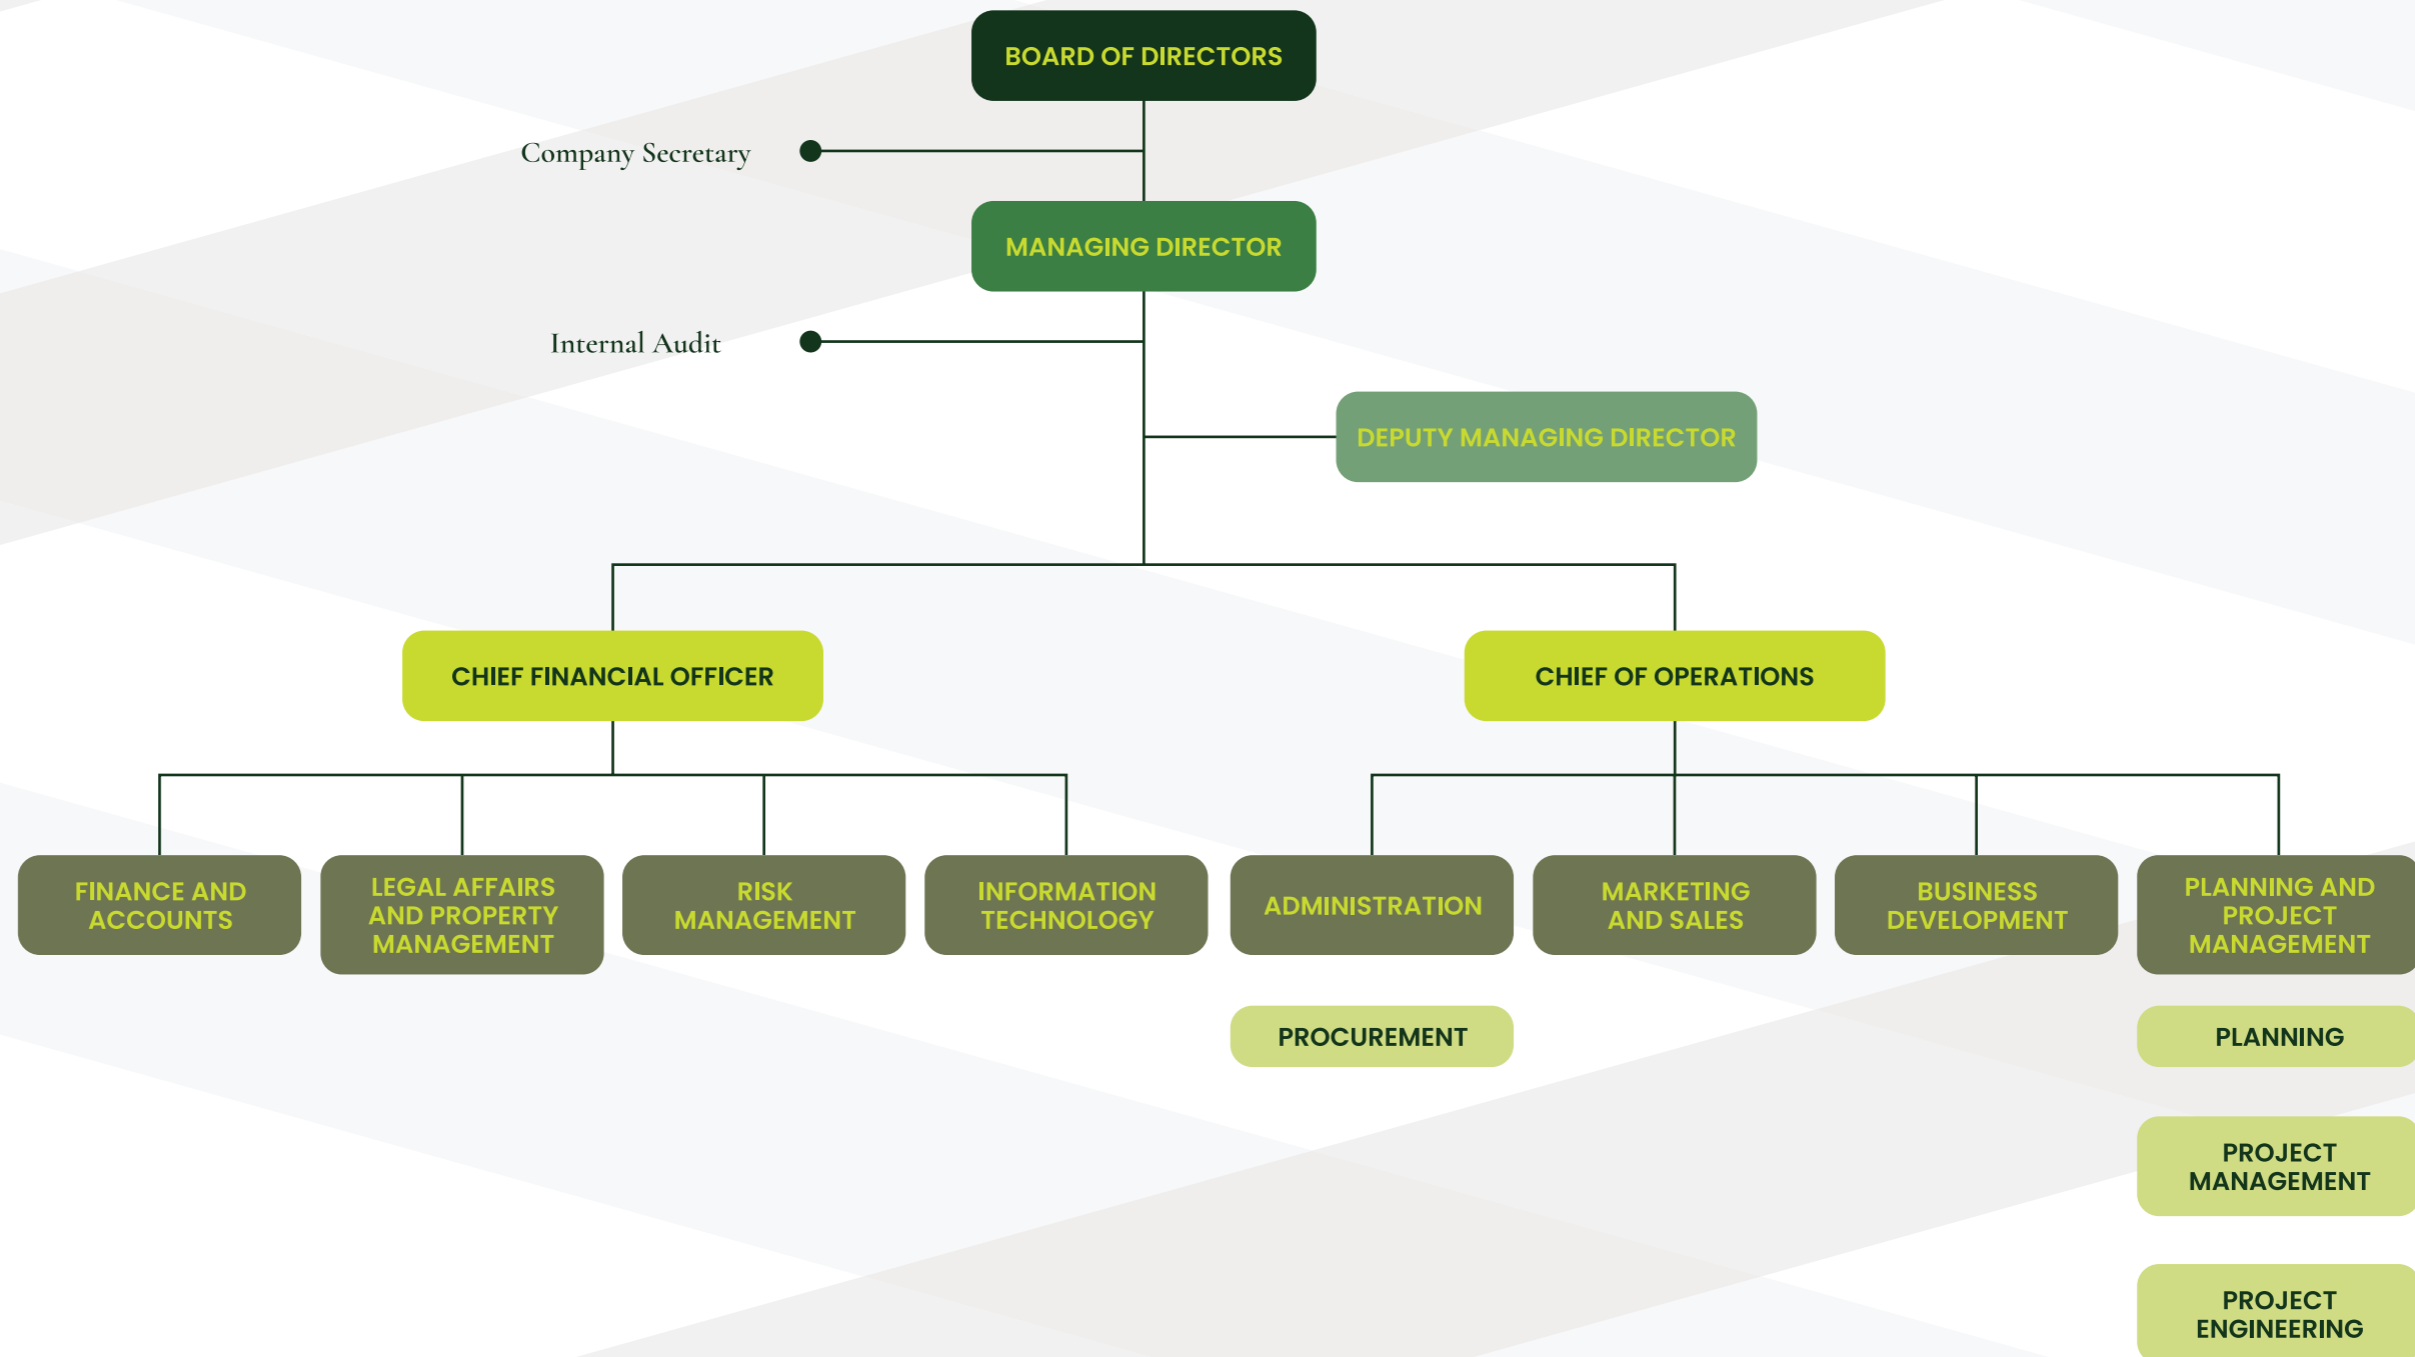 BOARD OF DIRECTORS
Company Secretary
MANAGING DIRECTOR
Internal Audit
DEPUTY MANAGING DIRECTOR
CHIEF FINANCIAL OFFICER
CHIEF OF OPERATIONS
FINANCE AND
ACCOUNTS
LEGAL AFFAIRS
AND PROPERTY
MANAGEMENT
RISK
MANAGEMENT
INFORMATION
TECHNOLOGY
ADMINISTRATION
MARKETING
AND SALES
BUSINESS
DEVELOPMENT
PLANNING AND
PROJECT
MANAGEMENT
PROCUREMENT
PLANNING
PROJECT
MANAGEMENT
PROJECT
ENGINEERING